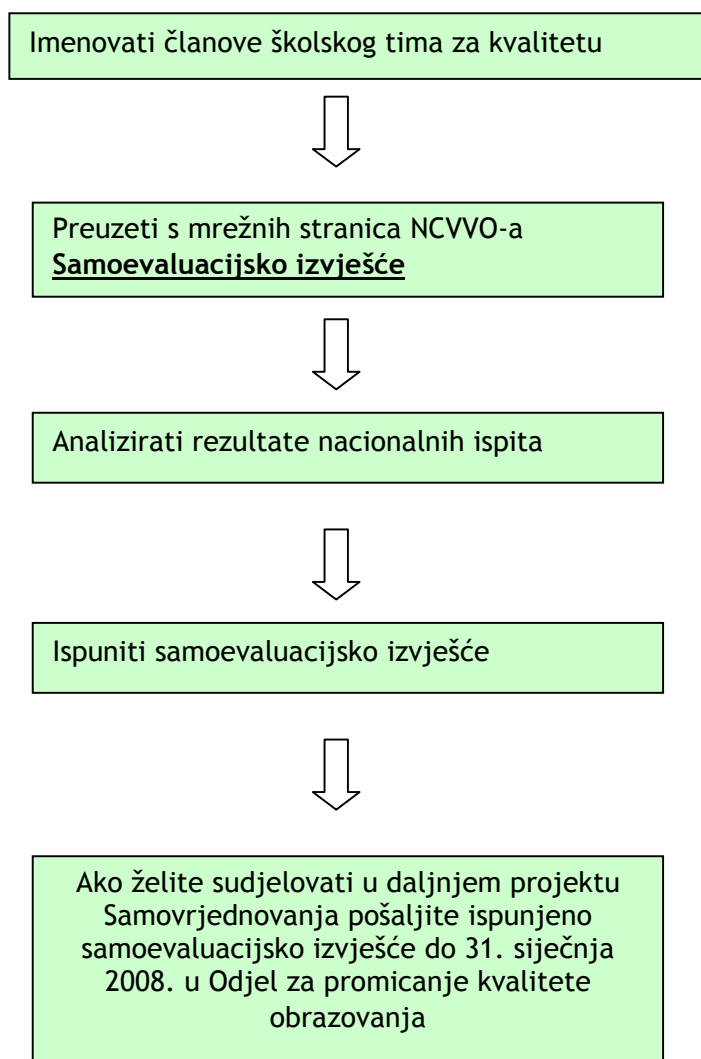 Imenovati članove školskog tima za kvalitetu
Preuzeti s mrežnih stranica NCVVO-a
Samoevaluacijsko izvješće
Analizirati rezultate nacionalnih ispita
Ispuniti samoevaluacijsko izvješće
Ako želite sudjelovati u daljnjem projektu
Samovrjednovanja pošaljite ispunjeno
samoevaluacijsko izvješće do 31. siječnja
2008. u Odjel za promicanje kvalitete
obrazovanja